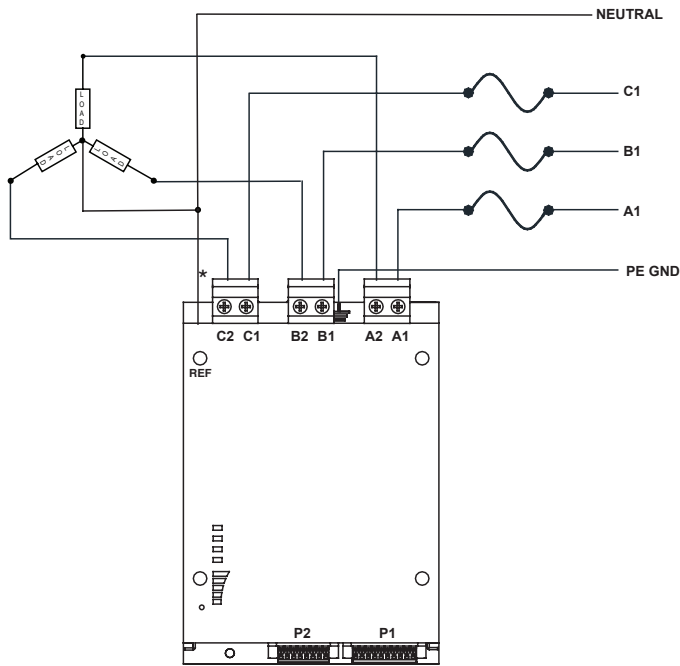 NEUTRAL
C1
B1
A1
PE GND
LOAD
LOAD
LOAD
*
C2 C1 B2 B1 A2 A1
REF
P2 P1